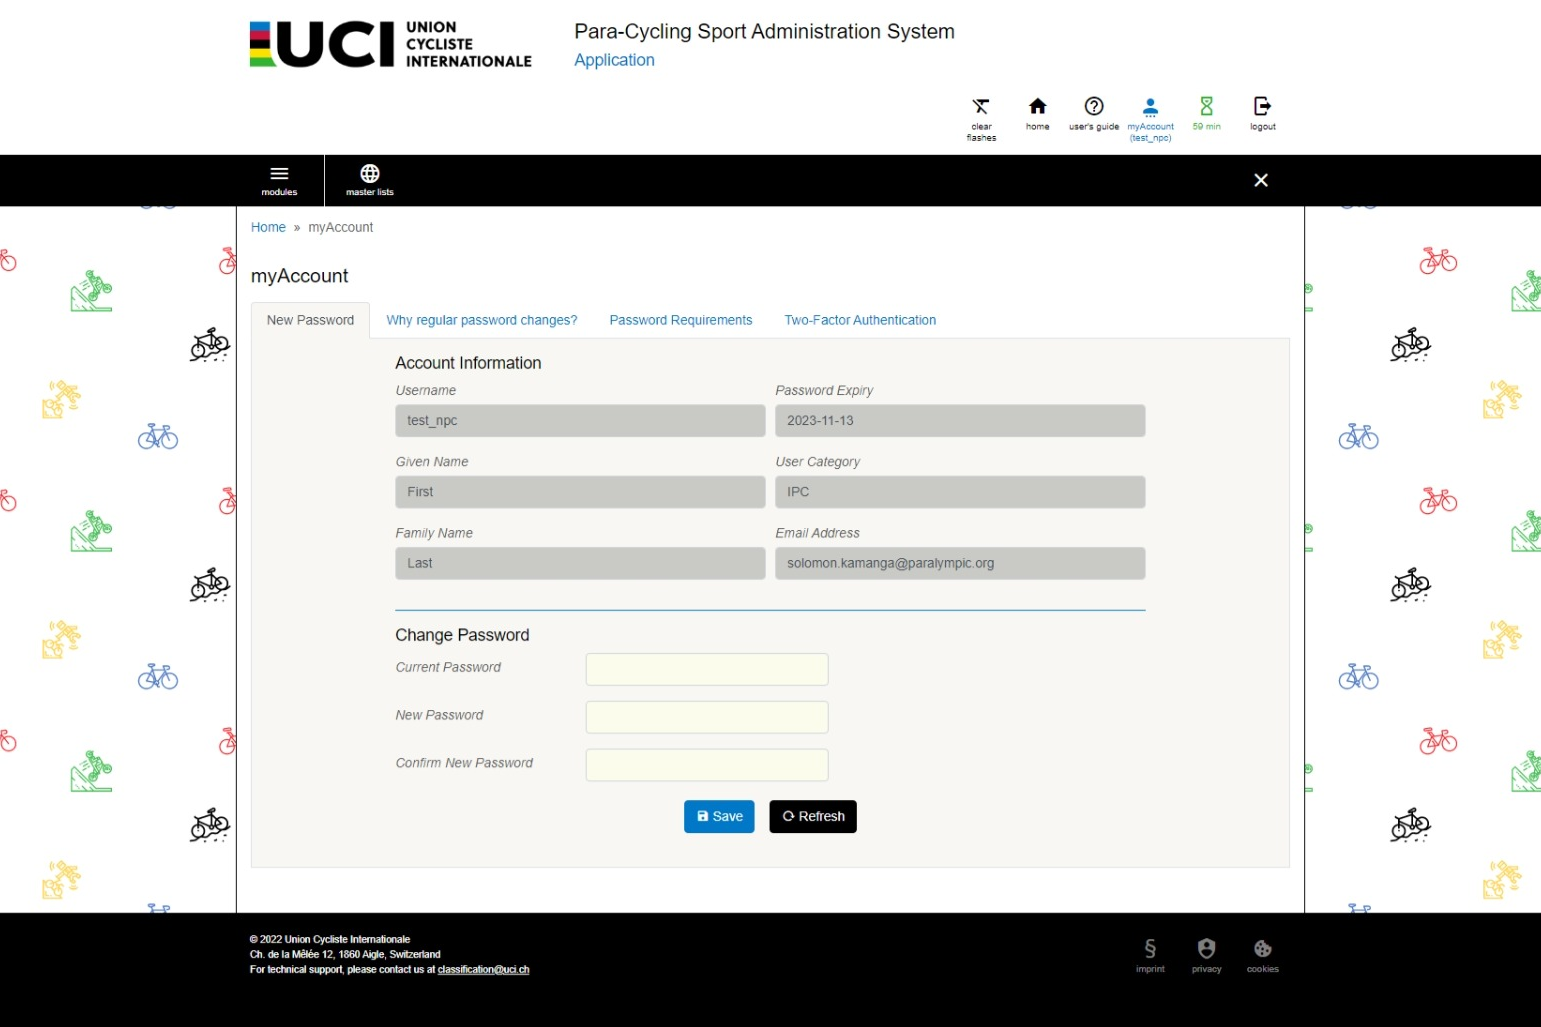 UCI UNION
CYCLISTE
INTERNATIONALE
Para-Cycling Sport Administration System
Application
clear
flashes
home
user's guide
myAccount
(test_npc)
59 min
logout
modules
master lists
Home » myAccount
myAccount
New Password
Why regular password changes?
Password Requirements
Two-Factor Authentication
Account Information
Username
Password Expiry
test_npc
2023-11-13
Given Name
User Category
First
IPC
Family Name
Email Address
Last
solomon.kamanga@paralympic.org
Change Password
Current Password
New Password
Confirm New Password
Save
Refresh
© 2022 Union Cycliste Internationale
Ch. de la Mêlée 12, 1860 Aigle, Switzerland
For technical support, please contact us at classification@uci.ch
§
imprint
privacy
cookies